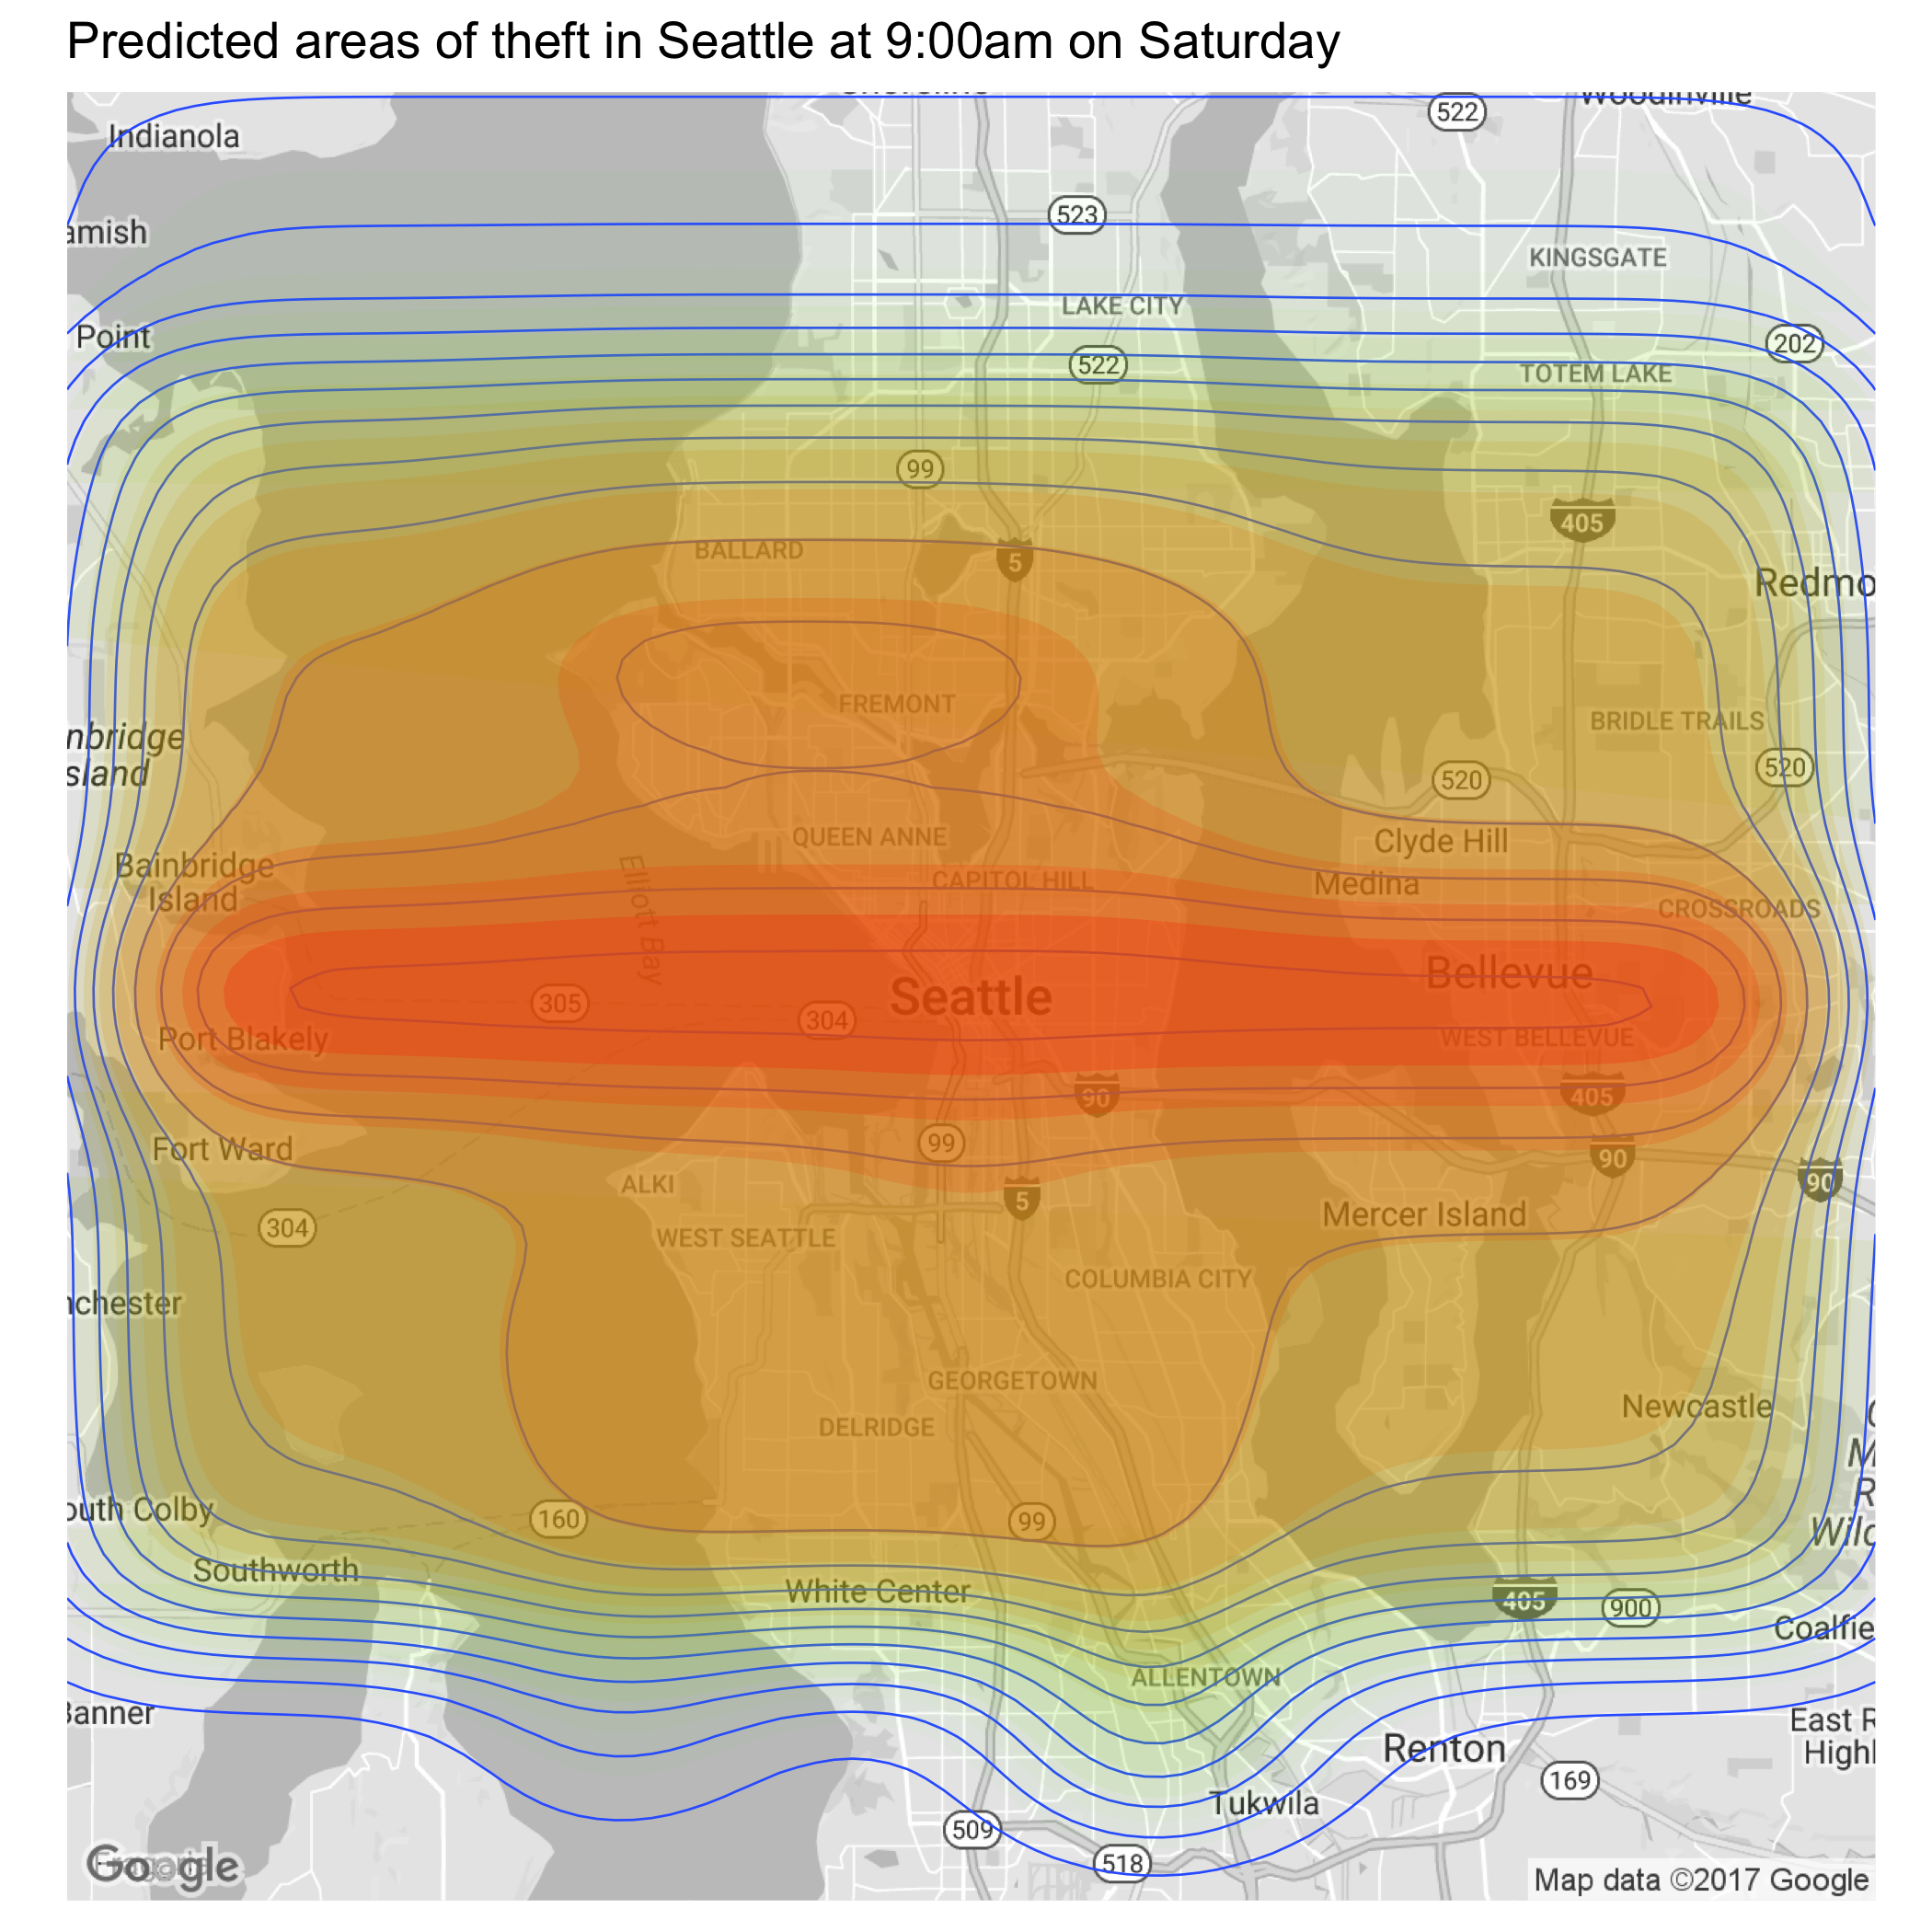 Predicted areas of theft in Seattle at 9:00am on Saturday
Woodinville
522
Indianola
523
amish
KINGSGATE
LAKE CITY
Point
202
522
TOTEM LAKE
99
405
BALLARD
5
Redmo
FREMONT
BRIDLE TRAILS
nbridge
sland
520
520
QUEEN ANNE
Clyde Hill
Bainbridge
Island
CAPITOL HILL
Medina
CROSSROADS
Elliott Bay
Bellevue
Seattle
305
304
Port Blakely
WEST BELLEVUE
90
405
99
Fort Ward
90
90
ALKI
5
304
Mercer Island
WEST SEATTLE
COLUMBIA CITY
nchester
GEORGETOWN
Newcastle
DELRIDGE
M
R
Wild
outh Colby
160
99
Southworth
White Center
405
900
Coalfie
ALLENTOWN
Banner
East R
Highl
Renton
169
Tukwila
509
518
Google
Map data ©2017 Google